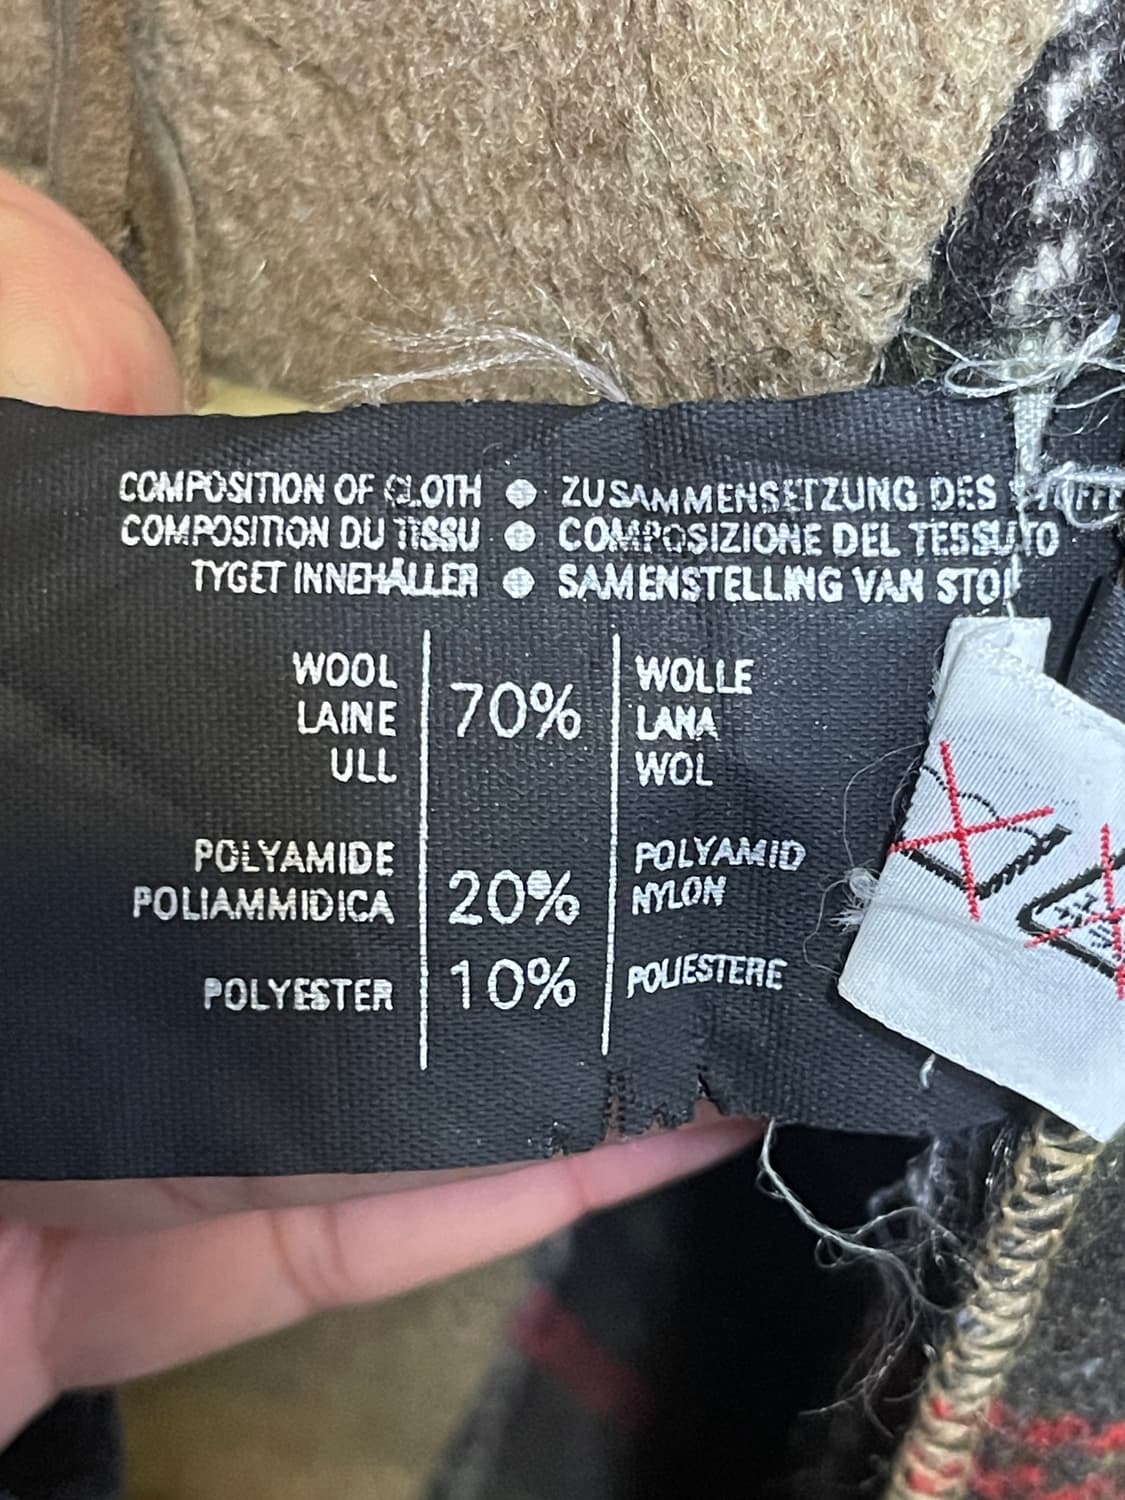 COMPOSITION OF CLOTH ● ZUSAMMENSETZUNG DES
COMPOSITION DU TISSU ● COMPOSIZIONE DEL TESSUTO
TYGET INNEHÅLLER ● SAMENSTELLING VAN
WOOL
LAINE
ULL
70%
WOLLE
LANA
WOL
POLYAMIDE
POLIAMMIDICA
20%
POLYAMID
NYLON
POLYESTER
10%
POLIESTERE